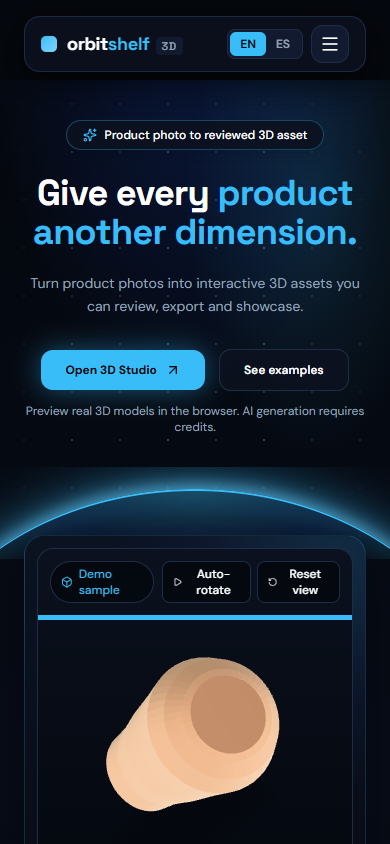 orbitshelf 3D EN ES
Product photo to reviewed 3D asset
Give every product
another dimension.
Turn product photos into interactive 3D assets you
can review, export and showcase.
Open 3D Studio See examples
Preview real 3D models in the browser. AI generation requires
credits.
Demo sample
Auto-rotate
Reset view